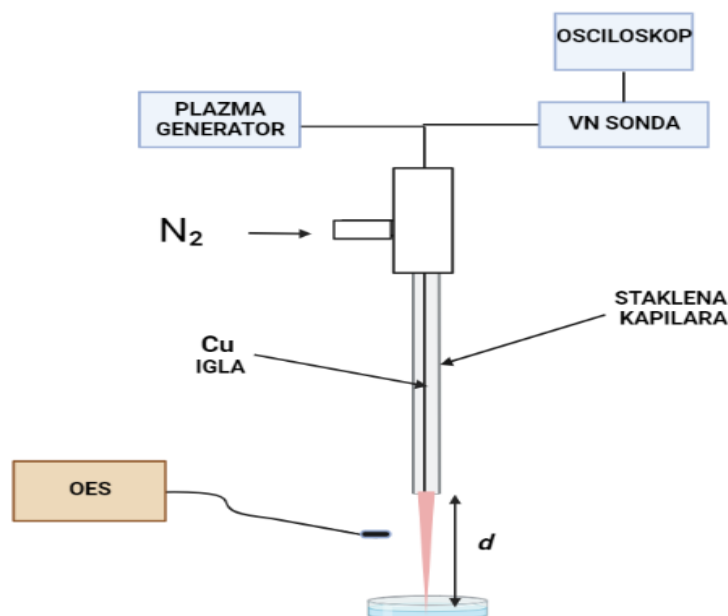 OSCILOSKOP
PLAZMA
GENERATOR
VN SONDA
N₂
STAKLENA
KAPILARA
Cu
IGLA
OES
d